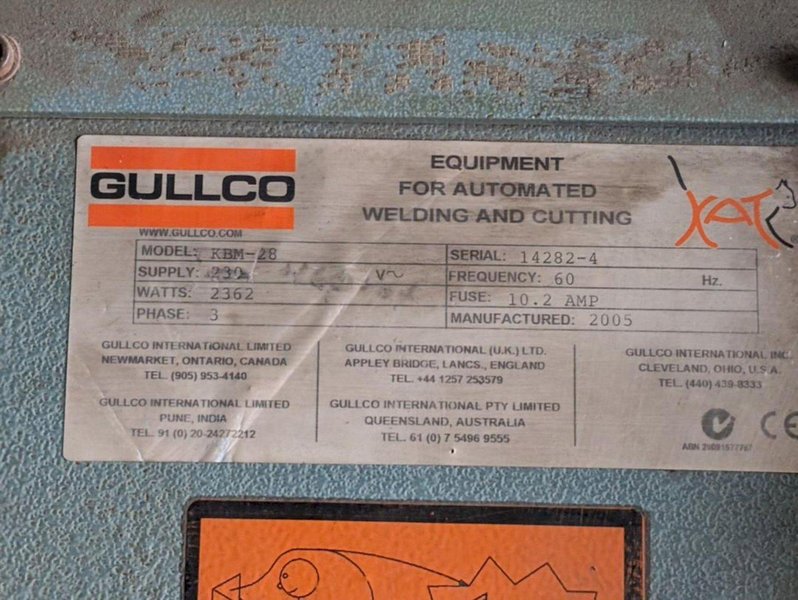 GULLCO
EQUIPMENT
FOR AUTOMATED
WELDING AND CUTTING
KAT
WWW.GULLCO.COM
MODEL: KBM-28
SERIAL: 14282-4
SUPPLY: 230 V~
FREQUENCY: 60 Hz.
WATTS: 2362
FUSE: 10.2 AMP
PHASE: 3
MANUFACTURED: 2005
GULLCO INTERNATIONAL LIMITED
NEWMARKET, ONTARIO, CANADA
TEL. (905) 953-4140
GULLCO INTERNATIONAL (U.K.) LTD.
APPLEY BRIDGE, LANCS., ENGLAND
TEL. +44 1257 253579
GULLCO INTERNATIONAL INC.
CLEVELAND, OHIO, U.S.A.
TEL. (440) 439-8333
GULLCO INTERNATIONAL LIMITED
PUNE, INDIA
TEL. 91 (0) 20-24272212
GULLCO INTERNATIONAL PTY LIMITED
QUEENSLAND, AUSTRALIA
TEL. 61 (0) 7 5496 9555
CE
ABN